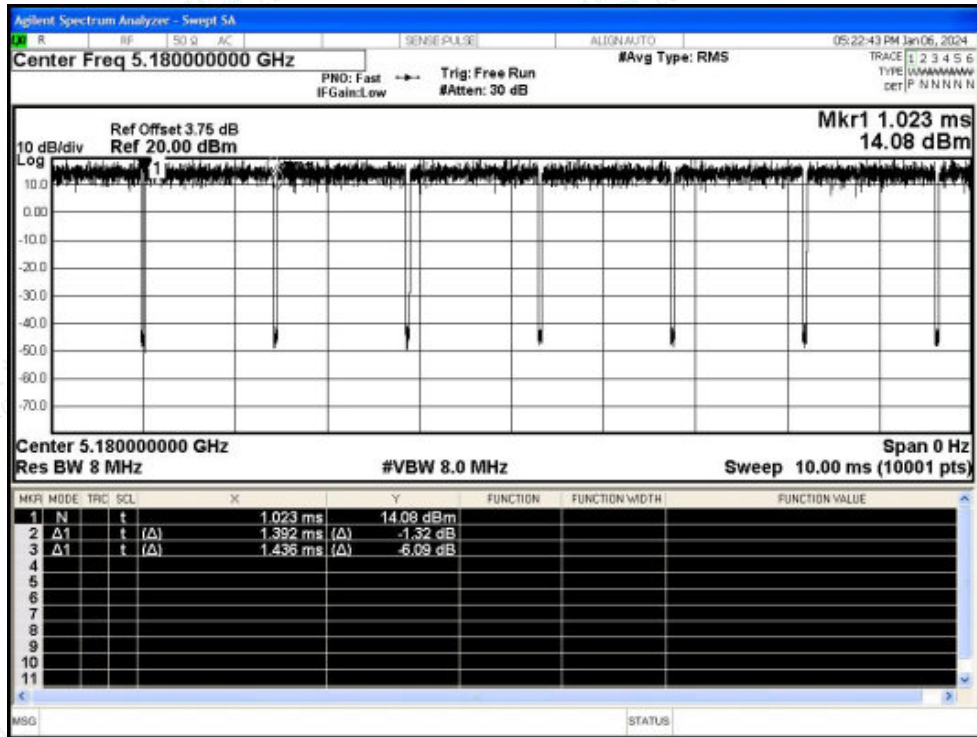 Agilent Spectrum Analyzer - Swept SA
R RF 50 Ω AC SENSE:PULSE ALIGNAUTO 05:22:43 PM Jan 06, 2024
Center Freq 5.180000000 GHz #Avg Type: RMS TRACE 1 2 3 4 5 6
PNO: Fast Trig: Free Run TYPE
IFGain:Low #Atten: 30 dB DET P N N N N N
Mkr1 1.023 ms
Ref Offset 3.75 dB
10 dB/div Ref 20.00 dBm 14.08 dBm
Log
1
10.0
0.00
-10.0
-20.0
-30.0
-40.0
-50.0
-60.0
-70.0
Center 5.180000000 GHz Span 0 Hz
Res BW 8 MHz #VBW 8.0 MHz Sweep 10.00 ms (10001 pts)
MKR MODE TRC SCL X Y FUNCTION FUNCTION WIDTH FUNCTION VALUE
1 N t 1.023 ms 14.08 dBm
2 Δ1 t (Δ) 1.392 ms (Δ) -1.32 dB
3 Δ1 t (Δ) 1.436 ms (Δ) -6.09 dB
4
5
6
7
8
9
10
11
MSG STATUS